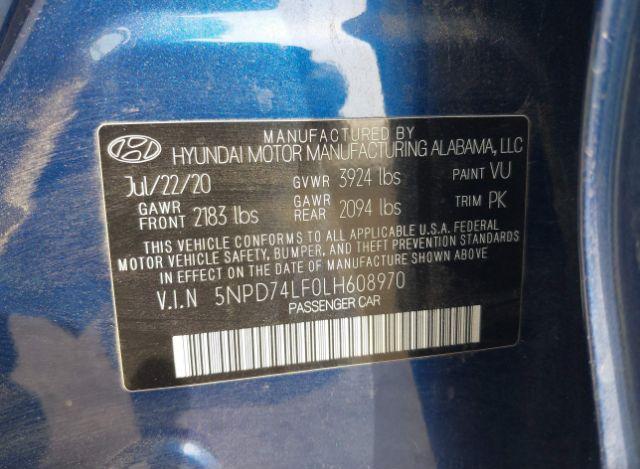 MANUFACTURED BY
HYUNDAI MOTOR MANUFACTURING ALABAMA, LLC
Jul/22/20 GVWR 3924 lbs PAINT VU
GAWR FRONT 2183 lbs GAWR REAR 2094 lbs TRIM PK
THIS VEHICLE CONFORMS TO ALL APPLICABLE U.S.A. FEDERAL
MOTOR VEHICLE SAFETY, BUMPER, AND THEFT PREVENTION STANDARDS
IN EFFECT ON THE DATE OF MANUFACTURE SHOWN ABOVE.
V.I.N 5NPD74LF0LH608970
PASSENGER CAR